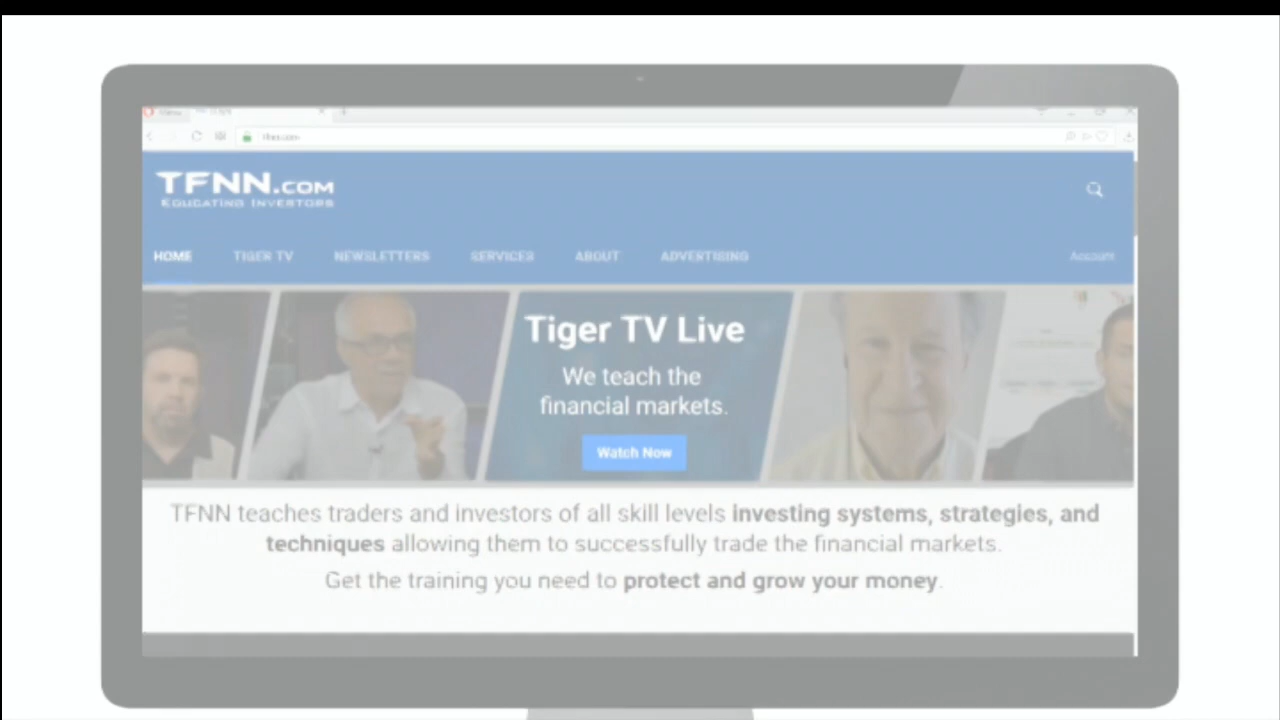 Menu
TFNN.COM
EDUCATING INVESTORS
HOME TIGER TV NEWSLETTERS SERVICES ABOUT ADVERTISING Account
Tiger TV Live
We teach the
financial markets.
Watch Now
TFNN teaches traders and investors of all skill levels investing systems, strategies, and
techniques allowing them to successfully trade the financial markets.
Get the training you need to protect and grow your money.